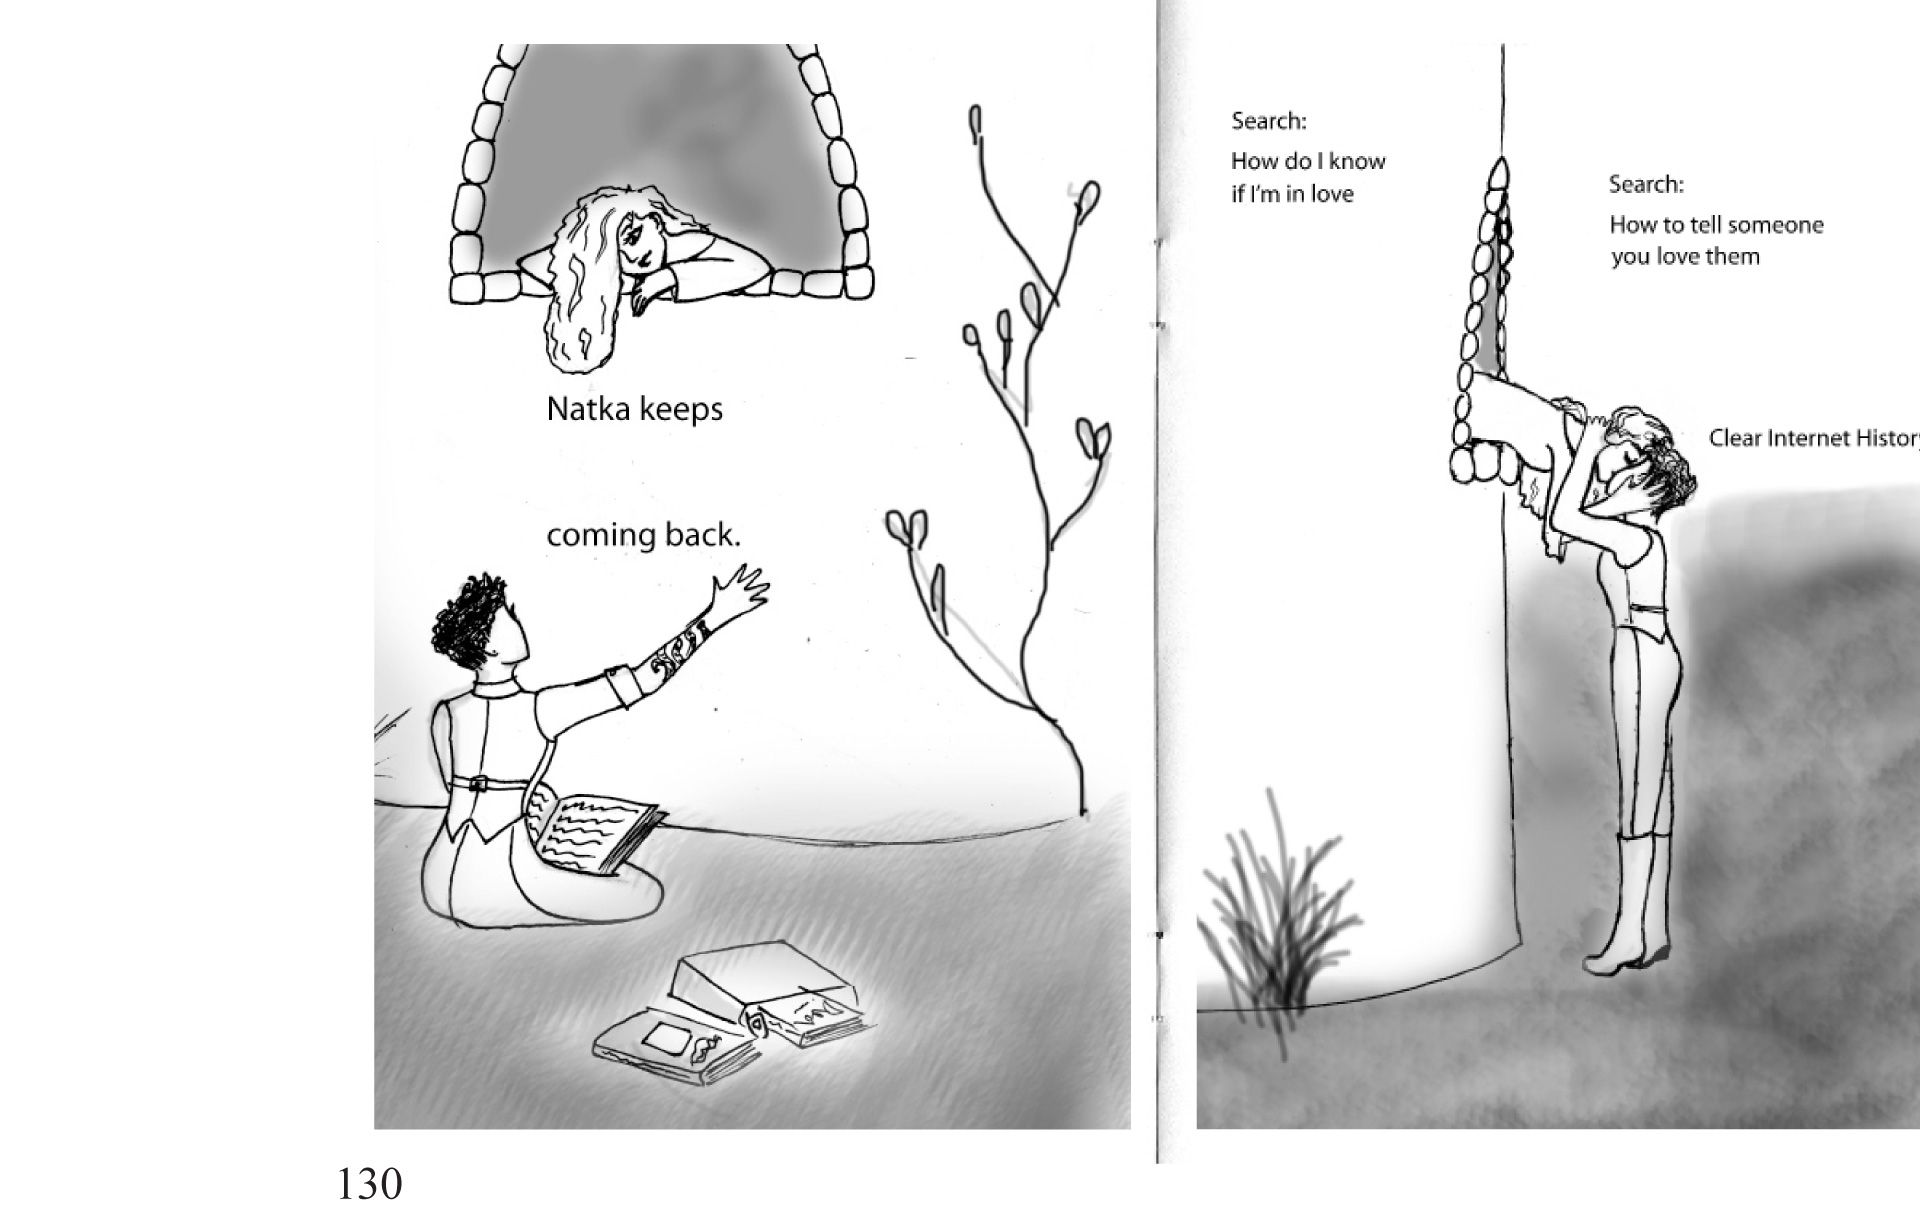 Natka keeps
coming back.
Search:
How do I know
if I'm in love
Search:
How to tell someone
you love them
Clear Internet History
130